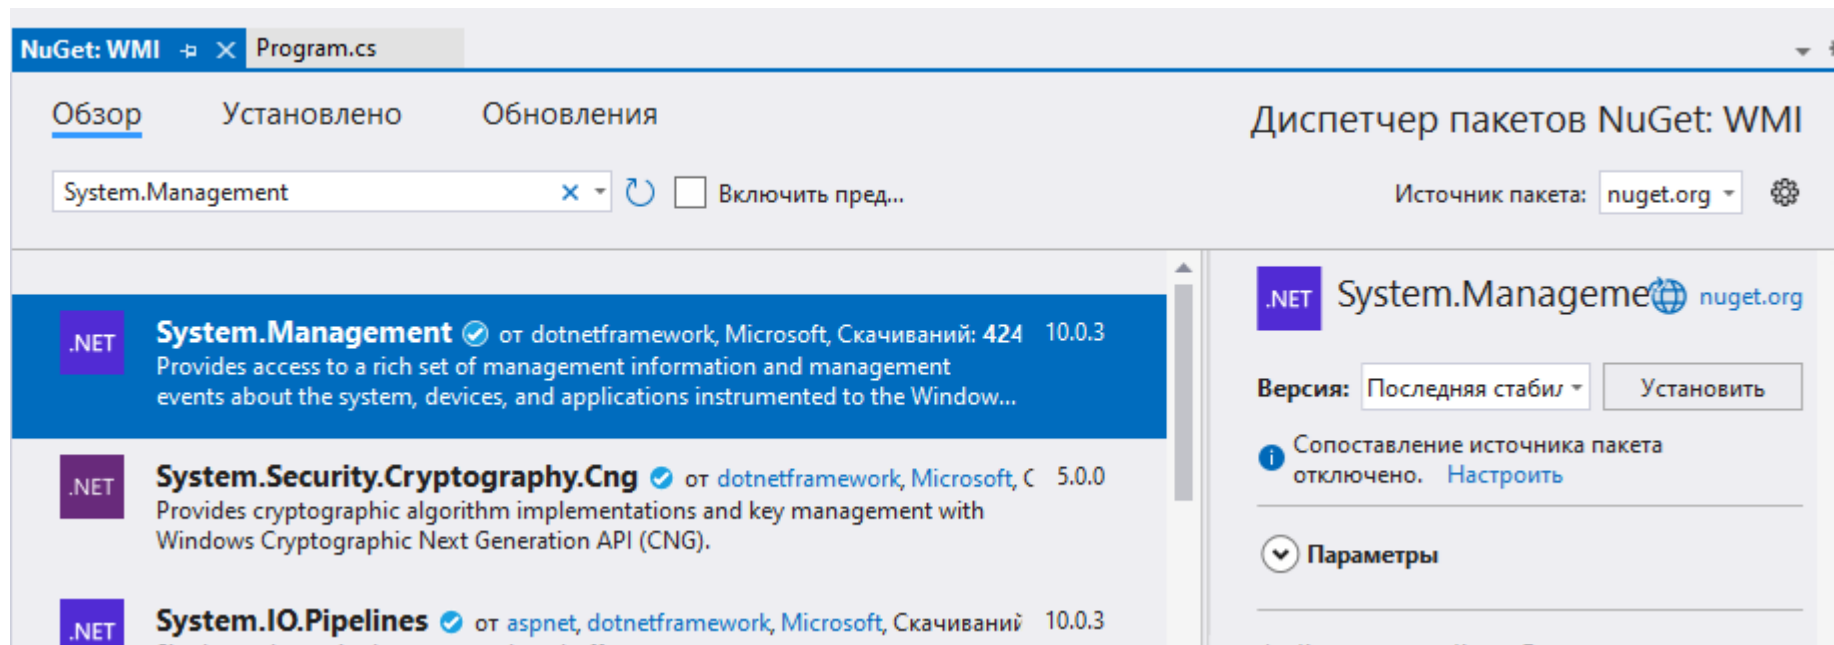 NuGet: WMI Program.cs
Обзор Установлено Обновления
Диспетчер пакетов NuGet: WMI
System.Management
Включить пред...
Источник пакета: nuget.org
.NET System.Management от dotnetframework, Microsoft, Скачиваний: 424 10.0.3
Provides access to a rich set of management information and management
events about the system, devices, and applications instrumented to the Window...
.NET System.Security.Cryptography.Cng от dotnetframework, Microsoft, С 5.0.0
Provides cryptographic algorithm implementations and key management with
Windows Cryptographic Next Generation API (CNG).
.NET System.IO.Pipelines от aspnet, dotnetframework, Microsoft, Скачиваний 10.0.3
.NET System.Manageme nuget.org
Версия: Последняя стабил Установить
Сопоставление источника пакета
отключено. Настроить
Параметры